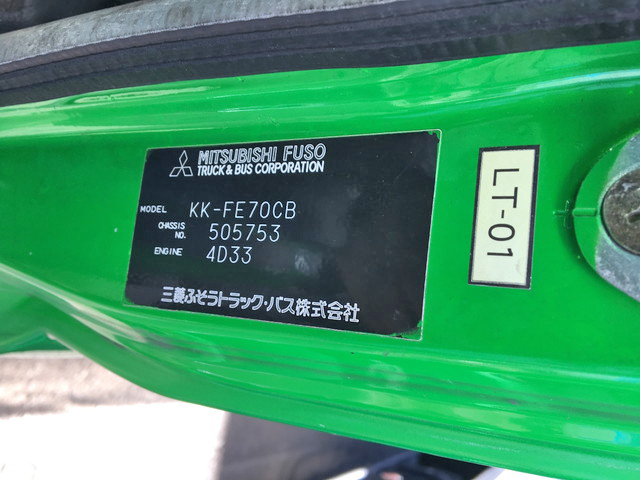 MITSUBISHI FUSO
TRUCK & BUS CORPORATION
MODEL KK-FE70CB
CHASSIS NO. 505753
ENGINE 4D33
三菱ふそうトラック・バス株式会社
LT-01